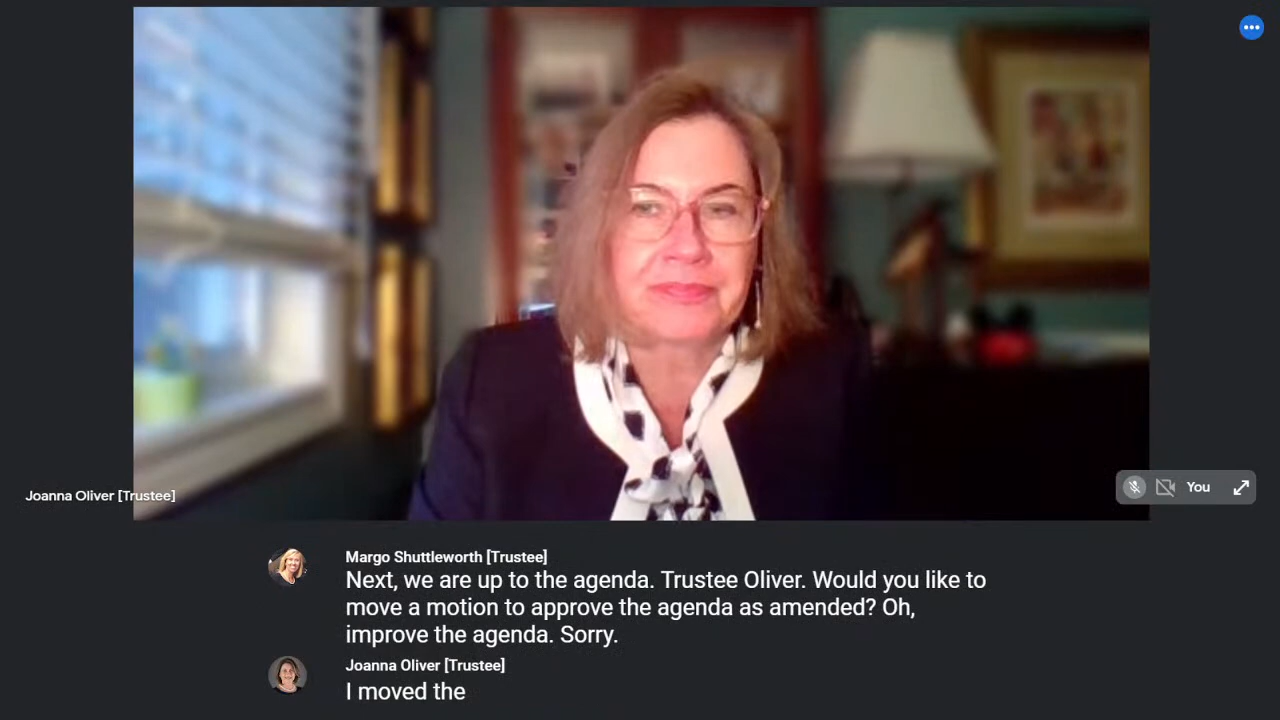 Joanna Oliver [Trustee]
You
Margo Shuttleworth [Trustee]
Next, we are up to the agenda. Trustee Oliver. Would you like to
move a motion to approve the agenda as amended? Oh,
improve the agenda. Sorry.
Joanna Oliver [Trustee]
I moved the